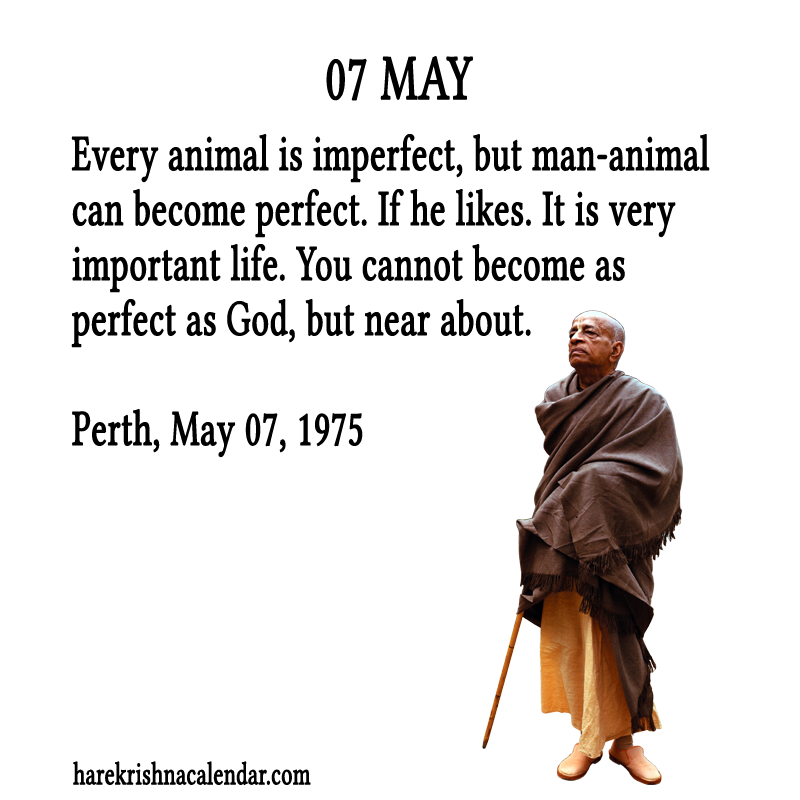 07 MAY
Every animal is imperfect, but man-animal
can become perfect. If he likes. It is very
important life. You cannot become as
perfect as God, but near about.
Perth, May 07, 1975
harekrishnacalendar.com